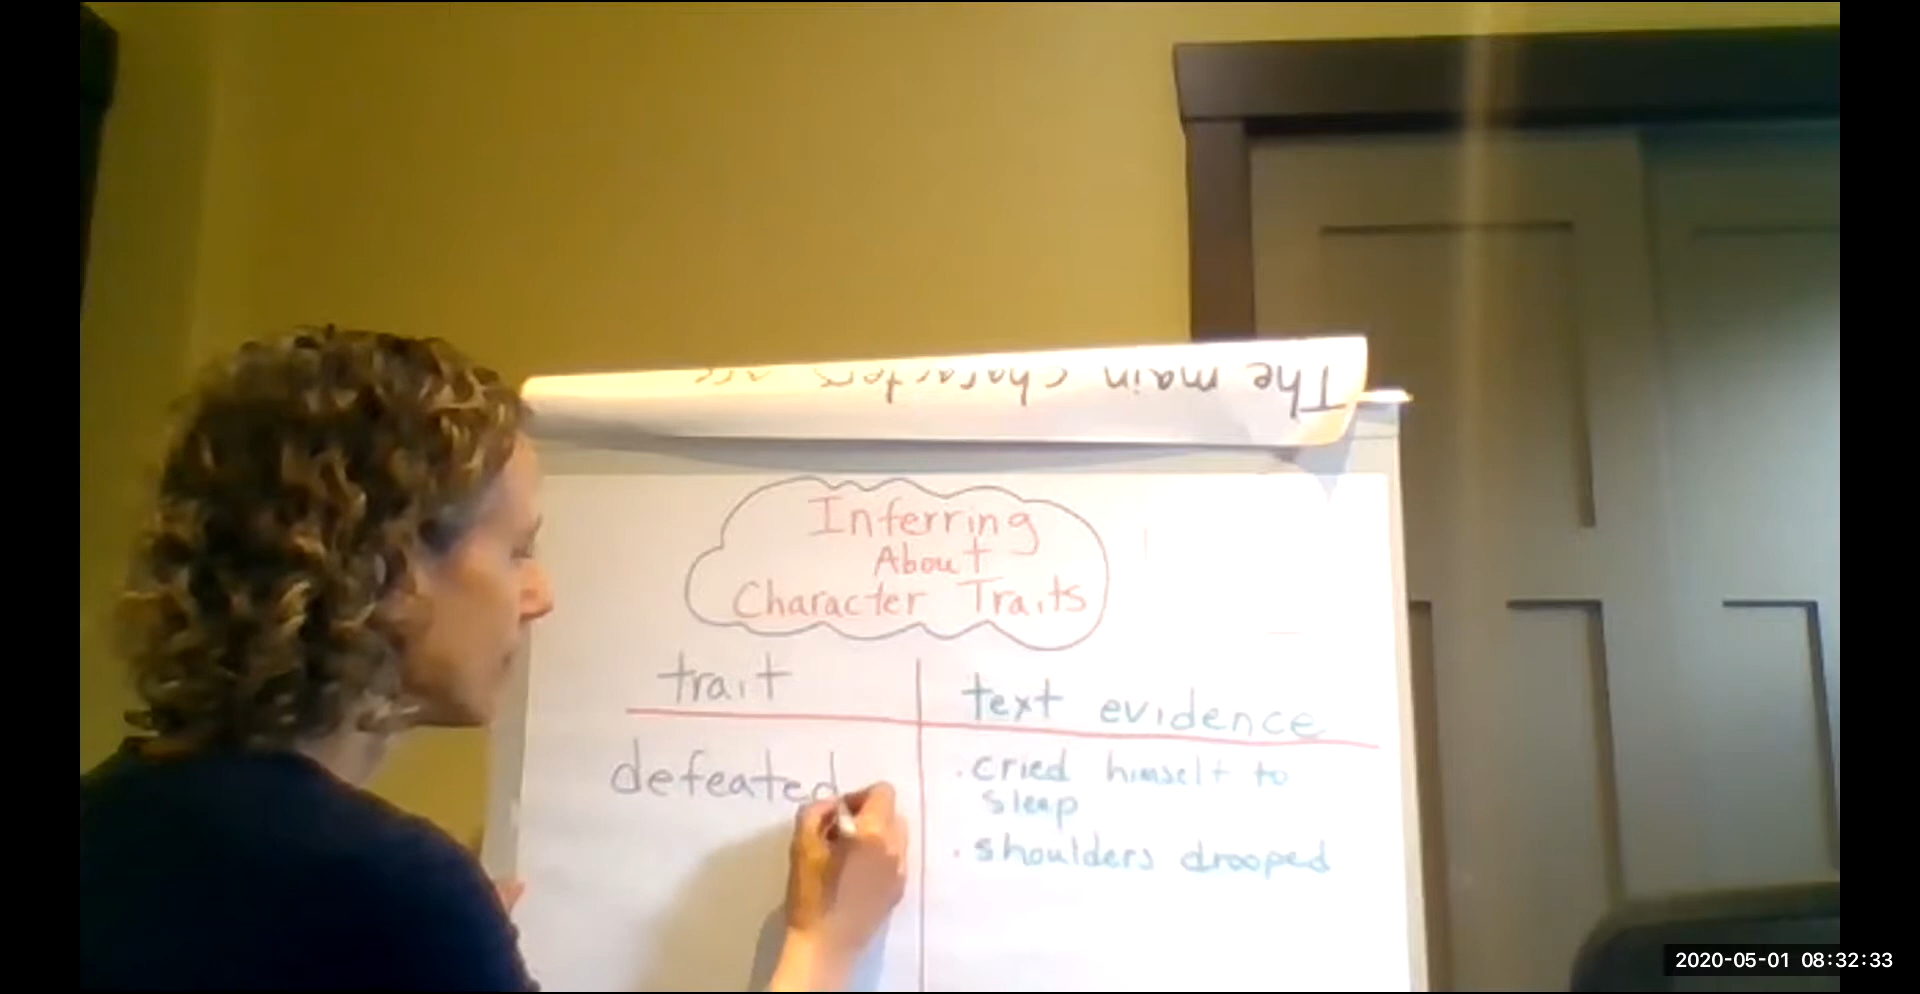 The main characters are
Inferring
About
Character Traits
trait
text evidence
defeated
. cried himself to
sleep
. shoulders drooped
2020-05-01 08:32:33